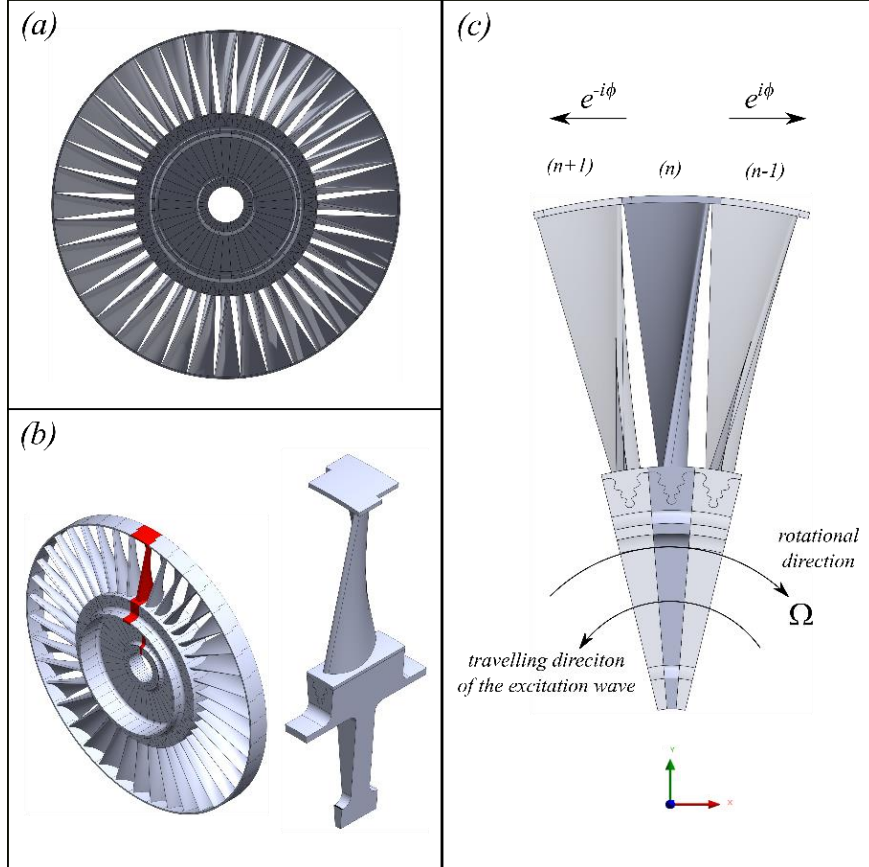 (a)
(b)
(c)
e^{-iϕ}
e^{iϕ}
(n+1)
(n)
(n-1)
rotational
direction
Ω
travelling direciton
of the excitation wave
Y
X